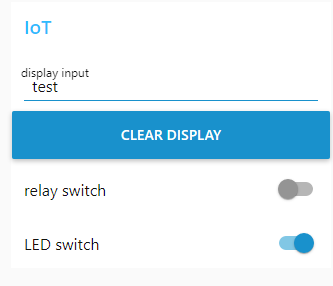 IoT
display input
test
CLEAR DISPLAY
relay switch
LED switch